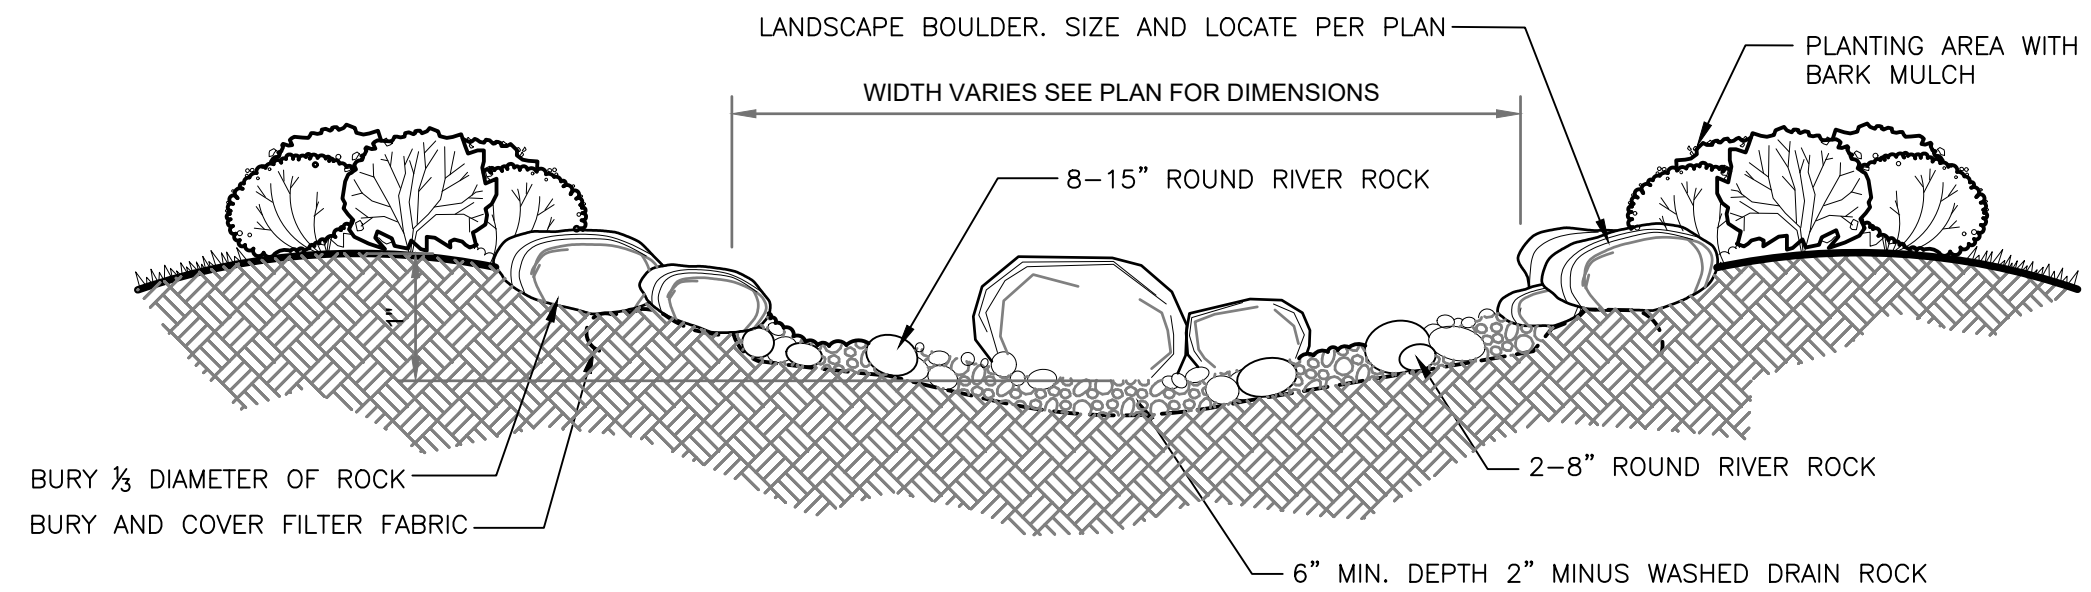 LANDSCAPE BOULDER. SIZE AND LOCATE PER PLAN
PLANTING AREA WITH
BARK MULCH
WIDTH VARIES SEE PLAN FOR DIMENSIONS
8–15” ROUND RIVER ROCK
1'
BURY ⅓ DIAMETER OF ROCK
2–8” ROUND RIVER ROCK
BURY AND COVER FILTER FABRIC
6” MIN. DEPTH 2” MINUS WASHED DRAIN ROCK